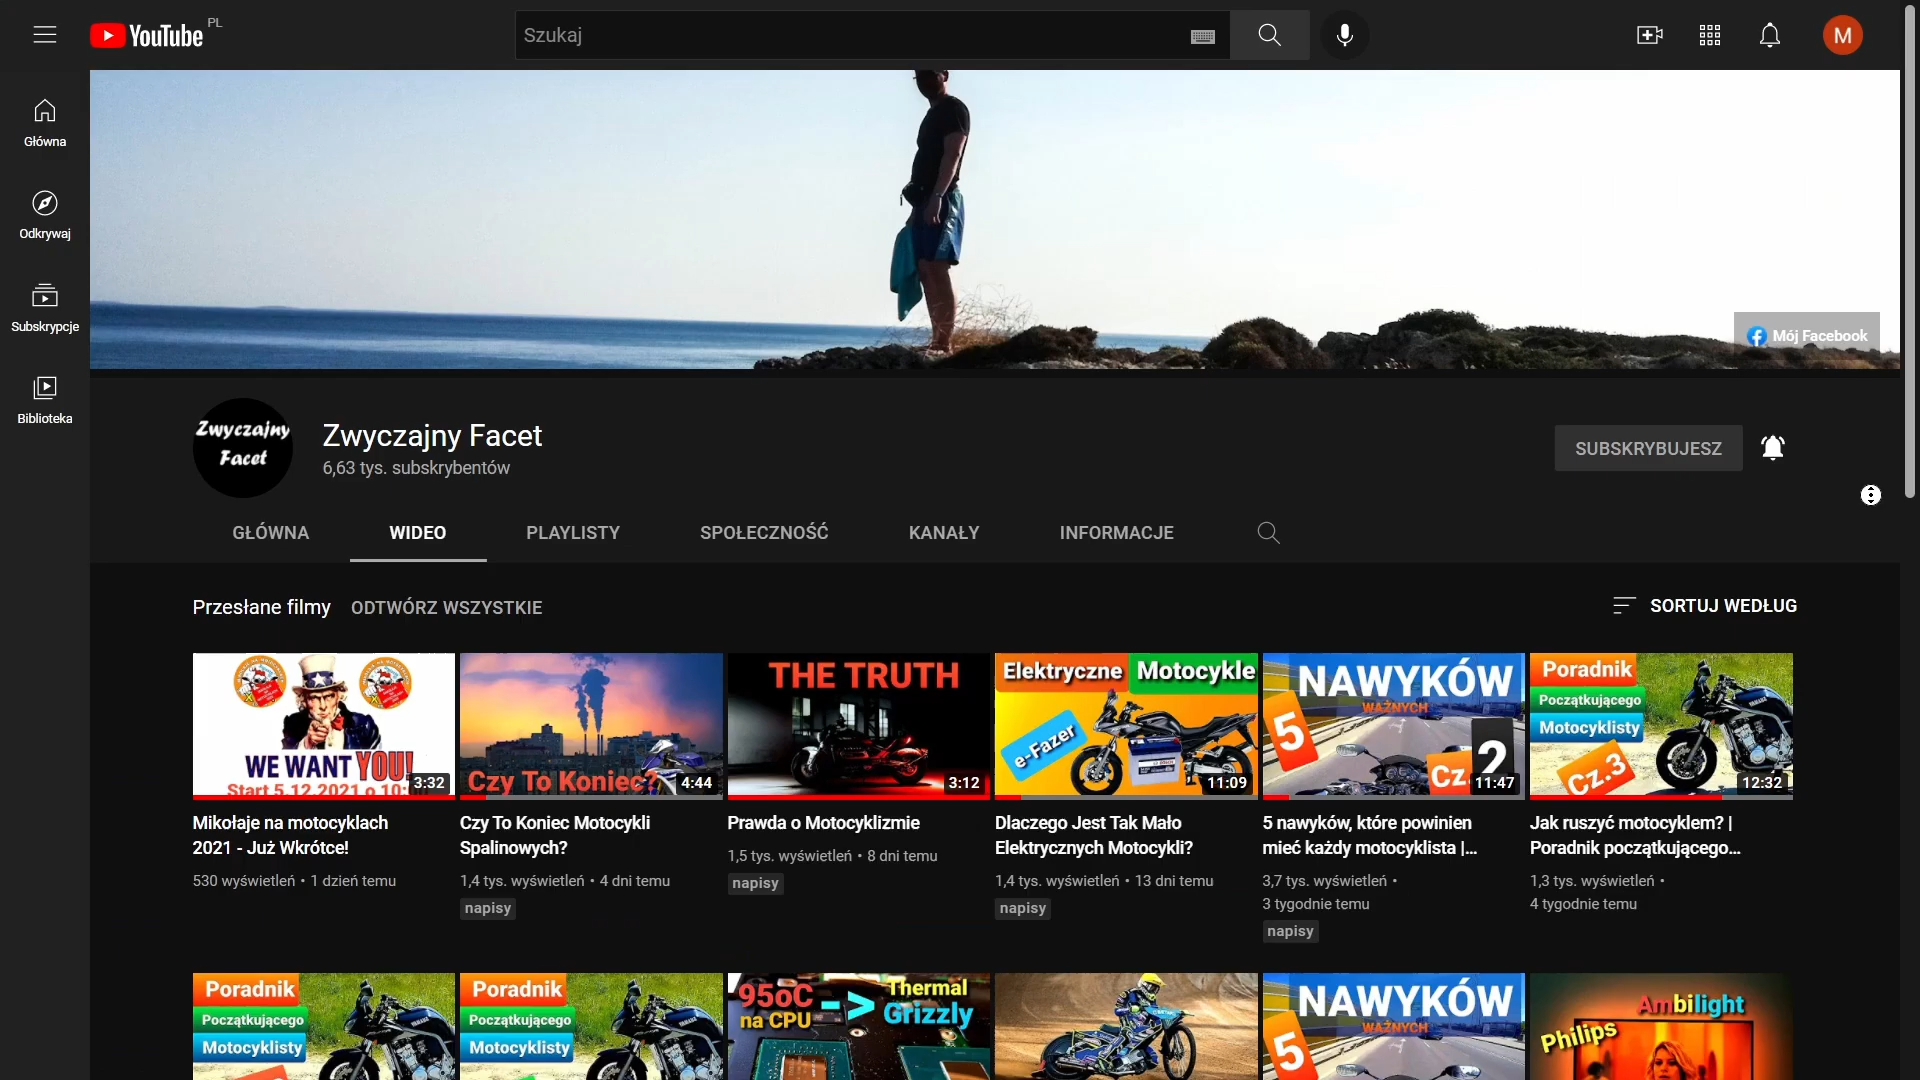 YouTube PL
Szukaj
M
Główna
Odkrywaj
Subskrypcje
Biblioteka
Mój Facebook
Zwyczajny
Facet
Zwyczajny Facet
6,63 tys. subskrybentów
SUBSKRYBUJESZ
GŁÓWNA WIDEO PLAYLISTY SPOŁECZNOŚĆ KANAŁY INFORMACJE
Przesłane filmy ODTWÓRZ WSZYSTKIE
SORTUJ WEDŁUG
WE WANT YOU!
Start 5.12.2021 o 10:
3:32
Mikołaje na motocyklach
2021 - Już Wkrótce!
530 wyświetleń • 1 dzień temu
Czy To Koniec?
4:44
Czy To Koniec Motocykli
Spalinowych?
1,4 tys. wyświetleń • 4 dni temu
napisy
THE TRUTH
3:12
Prawda o Motocyklizmie
1,5 tys. wyświetleń • 8 dni temu
napisy
Elektryczne Motocykle
e-Fazer
11:09
Dlaczego Jest Tak Mało
Elektrycznych Motocykli?
1,4 tys. wyświetleń • 13 dni temu
napisy
NAWYKÓW
WAŻNYCH
5
Cz. 2
11:47
5 nawyków, które powinien
mieć każdy motocyklista |...
3,7 tys. wyświetleń •
3 tygodnie temu
napisy
Poradnik
Początkującego
Motocyklisty
Cz.3
12:32
Jak ruszyć motocyklem? |
Poradnik początkującego...
1,3 tys. wyświetleń •
4 tygodnie temu
Poradnik
Początkującego
Motocyklisty
Poradnik
Początkującego
Motocyklisty
95oC
na CPU
->
Thermal
Grizzly
NAWYKÓW
WAŻNYCH
5
Ambilight
Philips